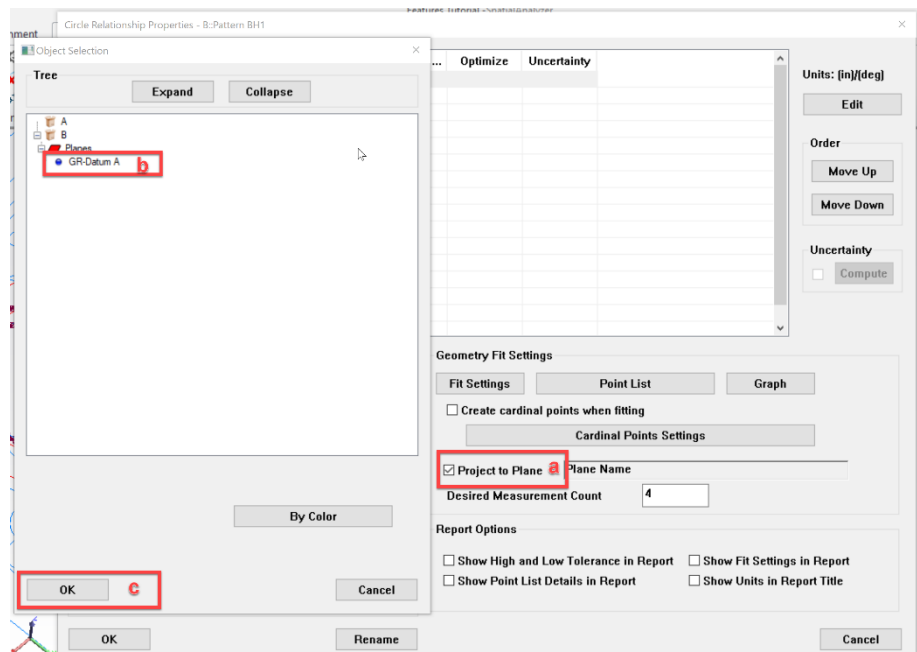 Features Tutorial -SpatialAnalyzer
nment
Circle Relationship Properties - B::Pattern BH1
Object Selection
Tree
Expand Collapse
A
B
Planes
GR-Datum A b
By Color
OK c Cancel
... Optimize Uncertainty
Units: (in)/(deg)
Edit
Order
Move Up
Move Down
Uncertainty
Compute
Geometry Fit Settings
Fit Settings Point List Graph
Create cardinal points when fitting
Cardinal Points Settings
Project to Plane a Plane Name
Desired Measurement Count 4
Report Options
Show High and Low Tolerance in Report Show Fit Settings in Report
Show Point List Details in Report Show Units in Report Title
OK Rename Cancel